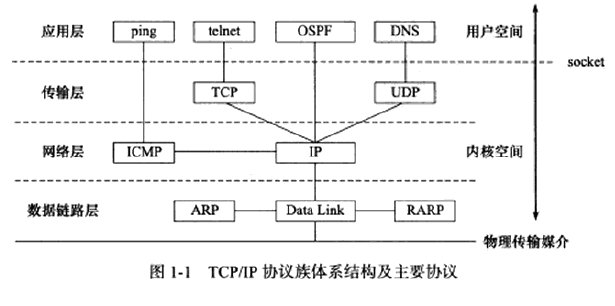 应用层 ping telnet OSPF DNS 用户空间
socket
传输层 TCP UDP
网络层 ICMP IP 内核空间
数据链路层 ARP Data Link RARP
物理传输媒介
图 1-1 TCP/IP 协议族体系结构及主要协议